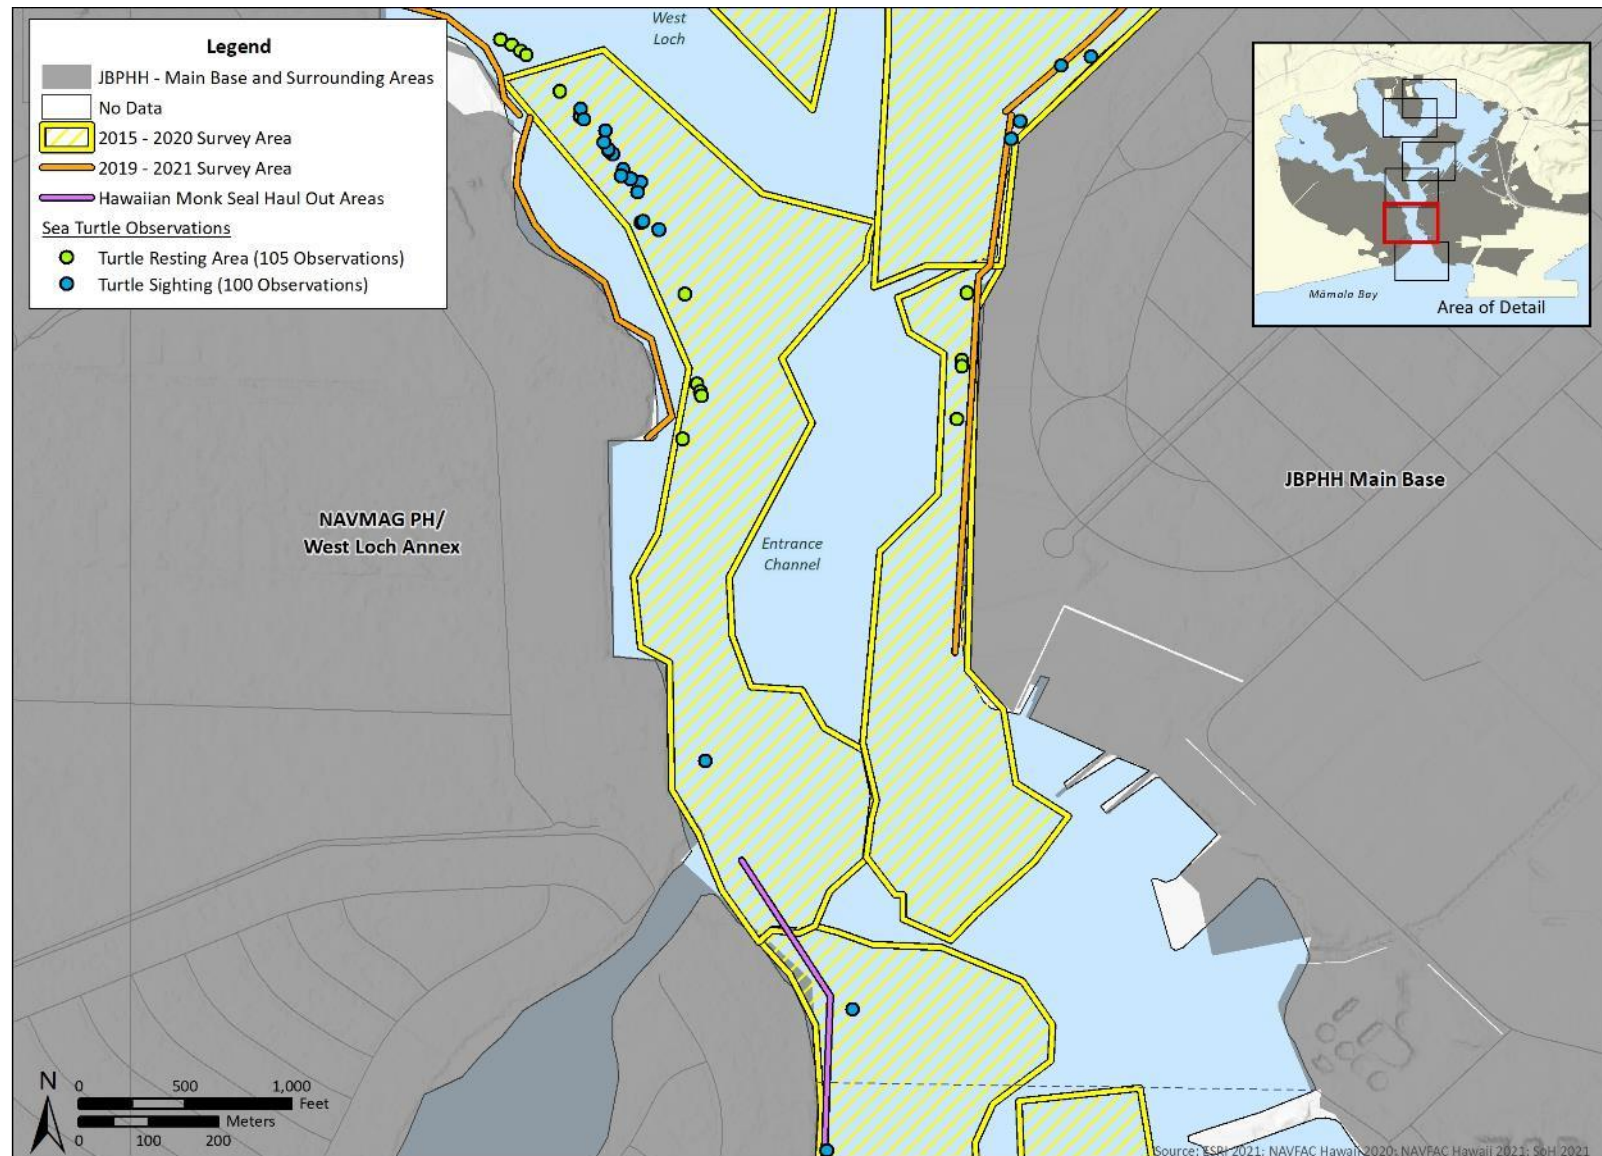 Legend
JBPHH - Main Base and Surrounding Areas
No Data
2015 - 2020 Survey Area
2019 - 2021 Survey Area
Hawaiian Monk Seal Haul Out Areas
Sea Turtle Observations
Turtle Resting Area (105 Observations)
Turtle Sighting (100 Observations)
West
Loch
Māmala Bay
Area of Detail
JBPHH Main Base
NAVMAG PH/
West Loch Annex
Entrance
Channel
N
0 500 1,000
Feet
Meters
0 100 200
Source: ESRI 2021; NAVFAC Hawaii 2020; NAVFAC Hawaii 2021; SoH 2021